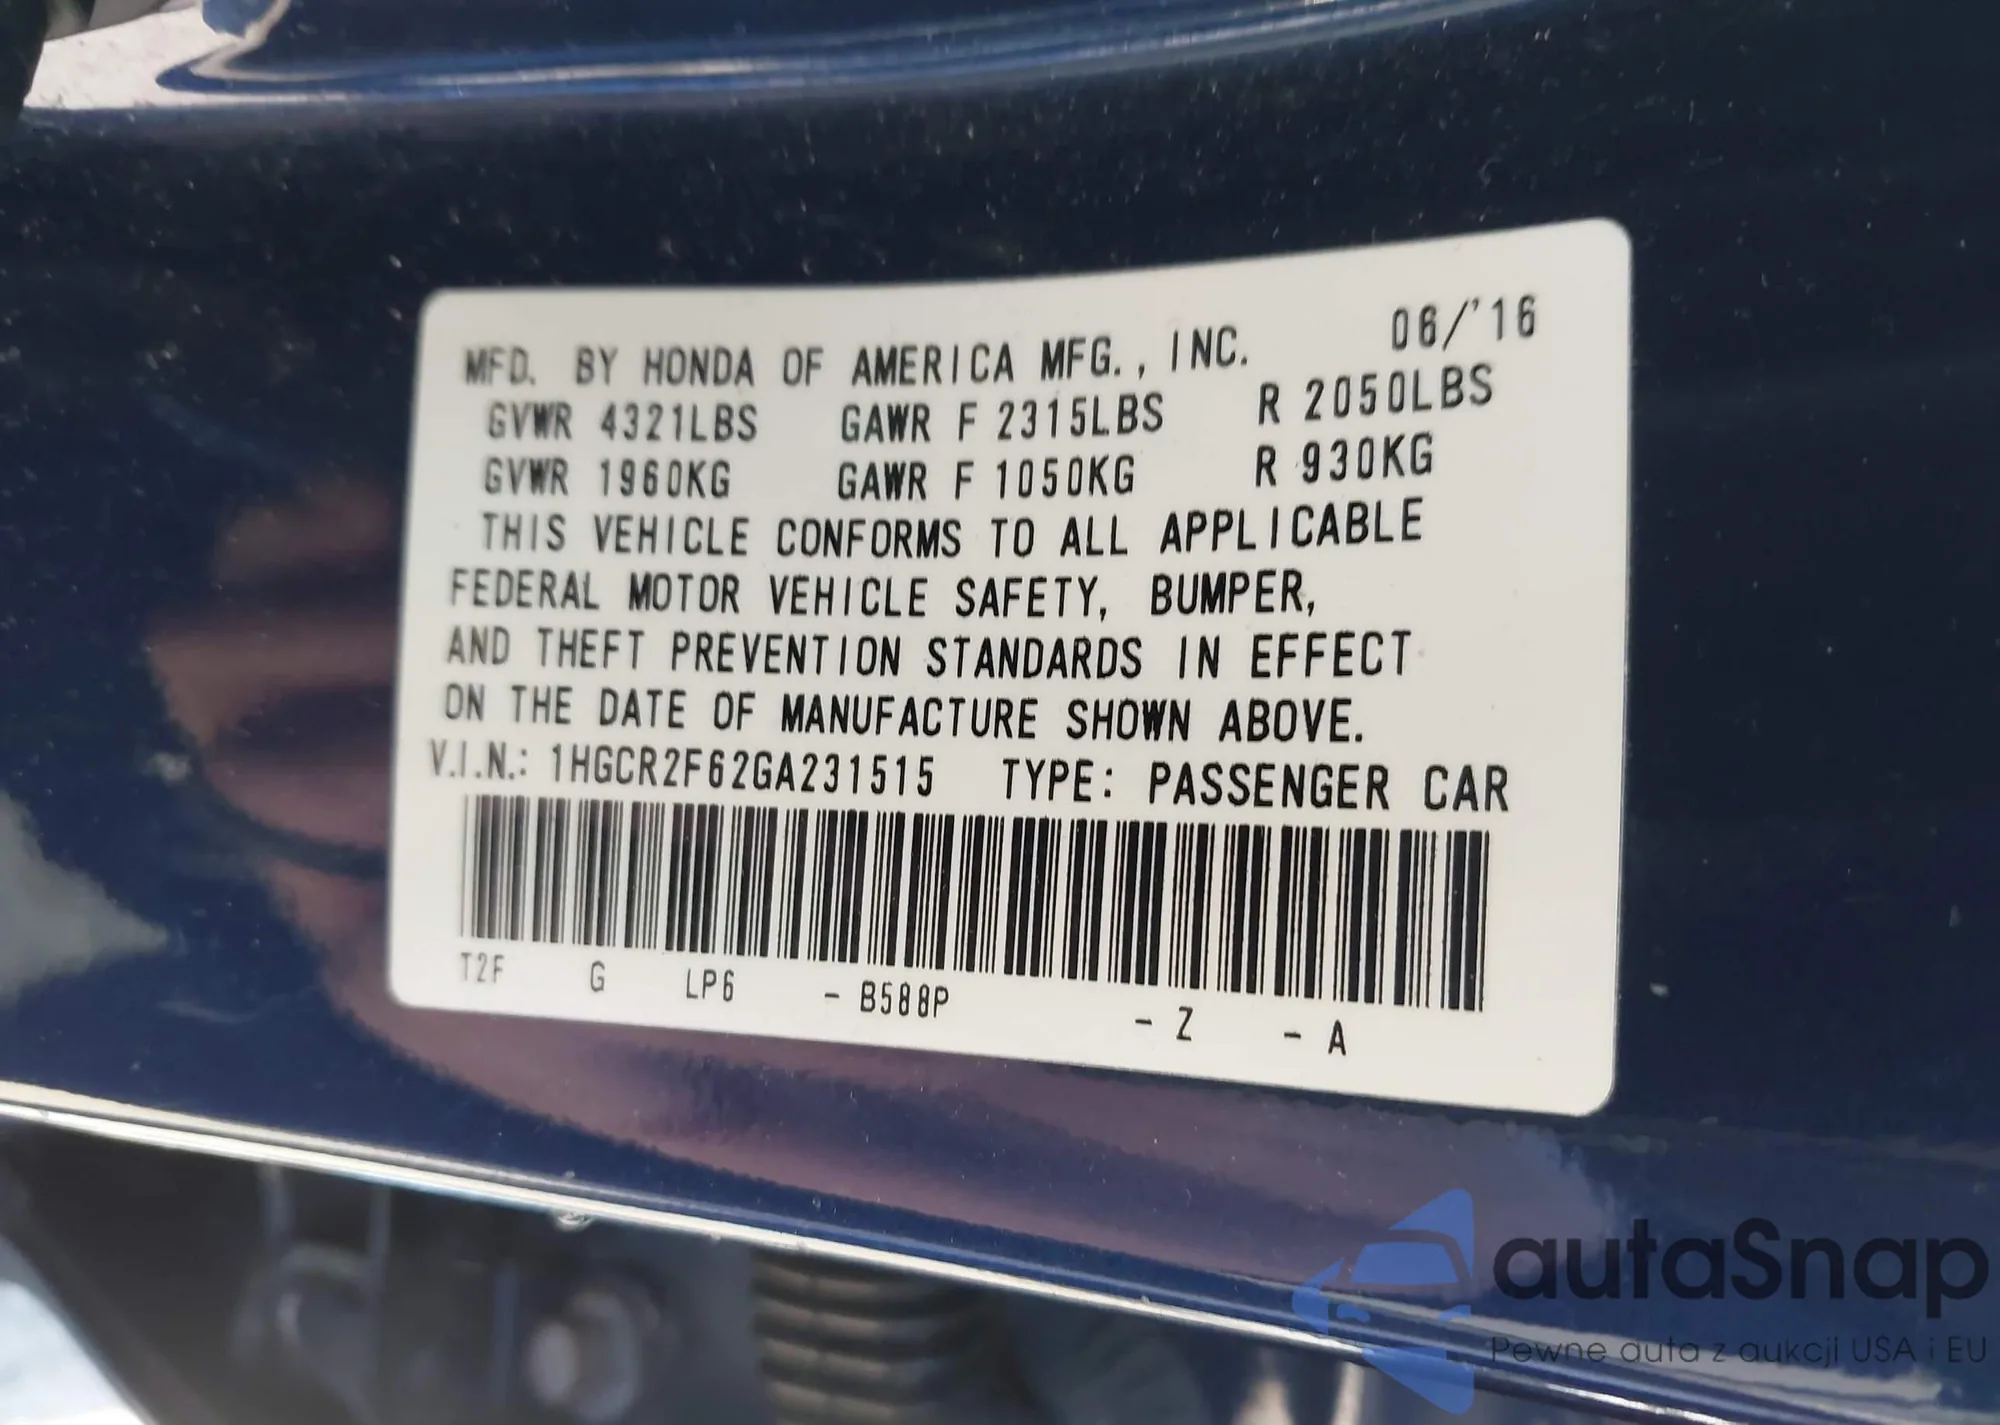 MFD. BY HONDA OF AMERICA MFG., INC. 06/'16
GVWR 4321LBS GAWR F 2315LBS R 2050LBS
GVWR 1960KG GAWR F 1050KG R 930KG
THIS VEHICLE CONFORMS TO ALL APPLICABLE
FEDERAL MOTOR VEHICLE SAFETY, BUMPER,
AND THEFT PREVENTION STANDARDS IN EFFECT
ON THE DATE OF MANUFACTURE SHOWN ABOVE.
V.I.N.: 1HGCR2F62GA231515 TYPE: PASSENGER CAR
T2F G LP6 - B588P - Z - A
autaSnap
Pewne auta z aukcji USA i EU